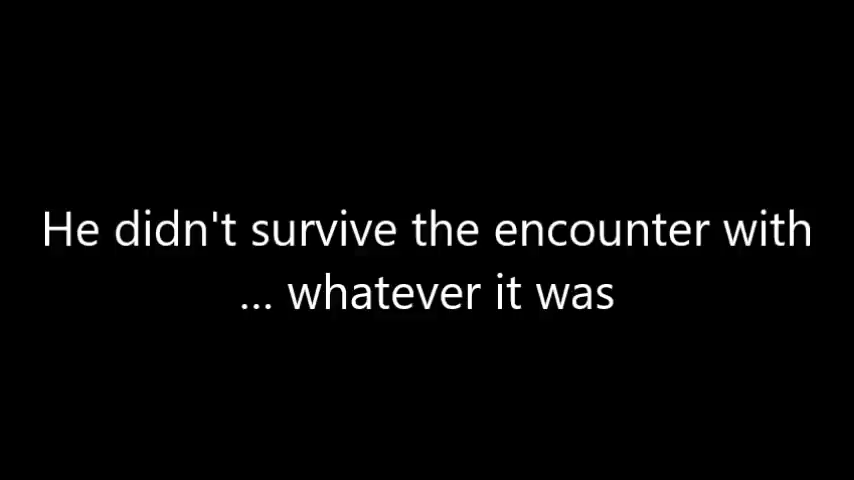 He didn't survive the encounter with
... whatever it was